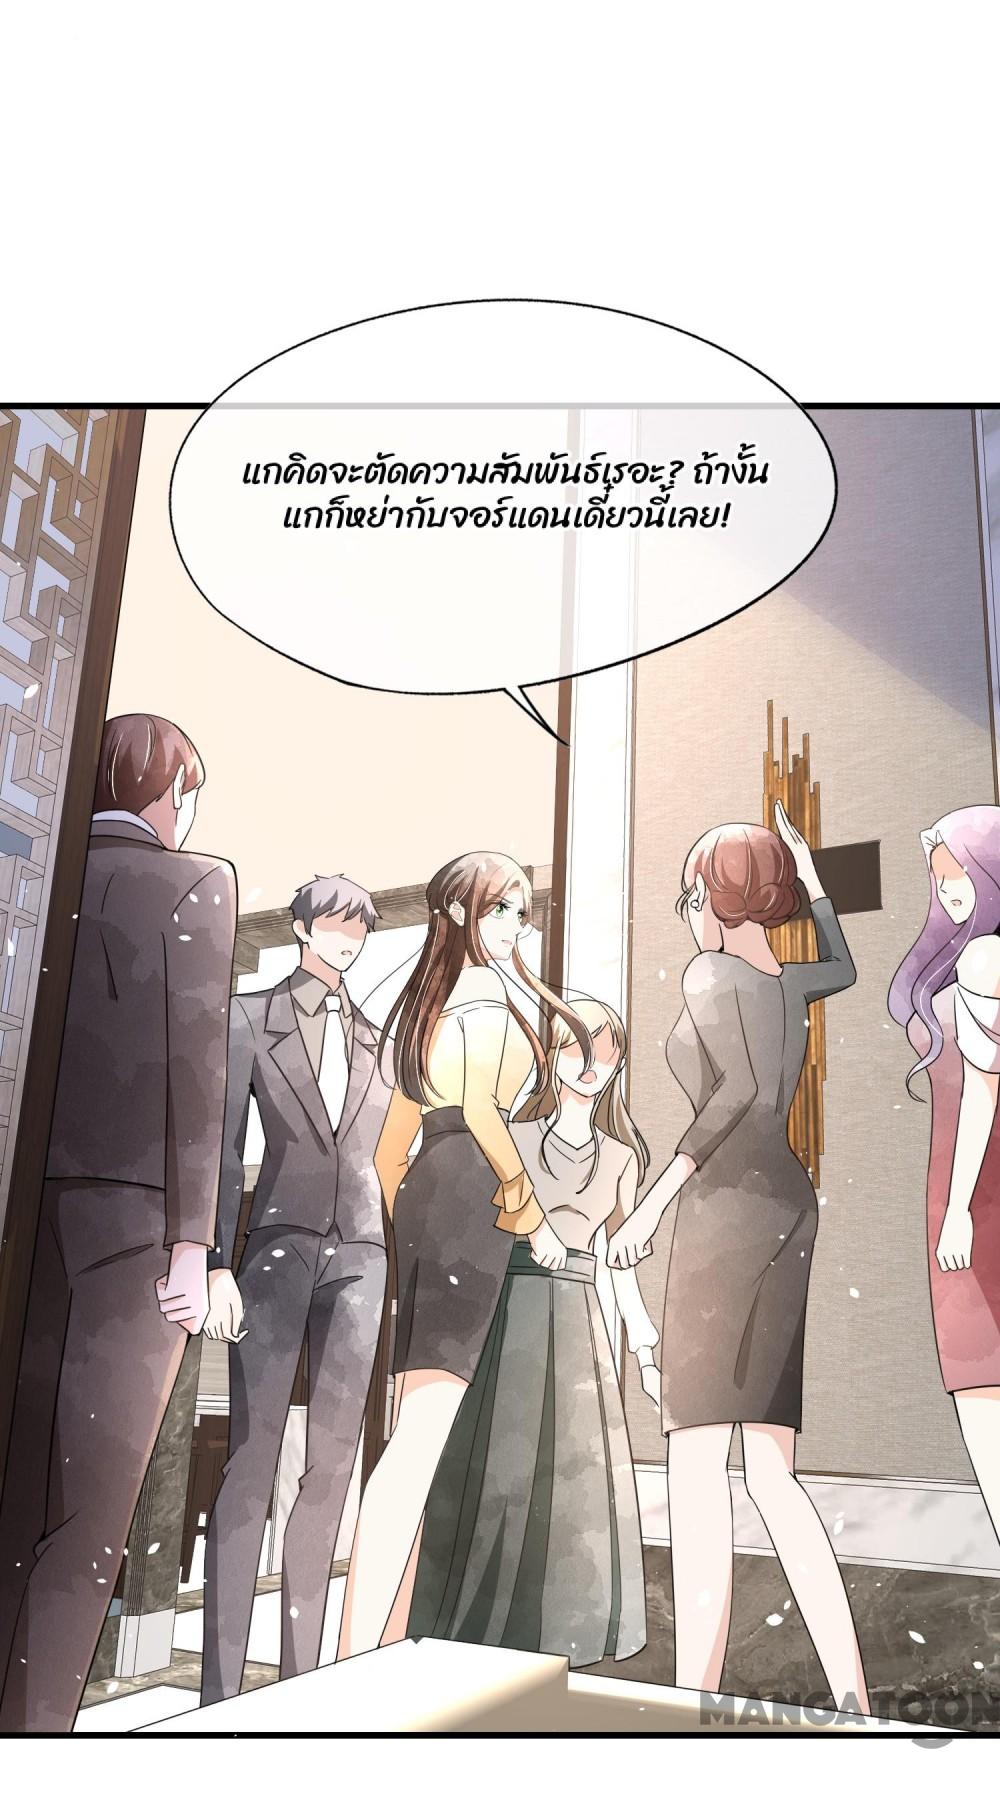 แกคิดจะตัดความสัมพันธ์เรอะ? ถ้างั้น
แกก็หย่ากับจอร์แดนเดี๋ยวนี้เลย!
MANGATOON